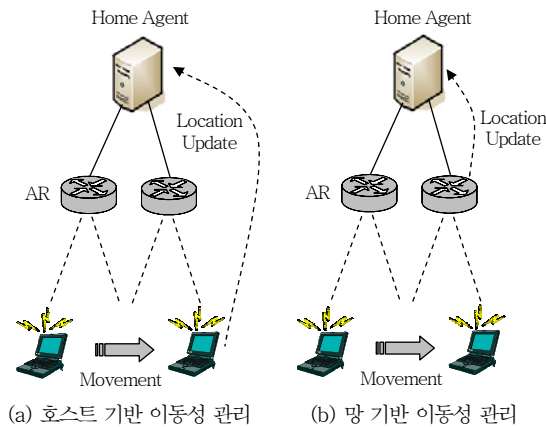 Home Agent
Location
Update
AR
Movement
(a) 호스트 기반 이동성 관리
Home Agent
Location
Update
AR
Movement
(b) 망 기반 이동성 관리